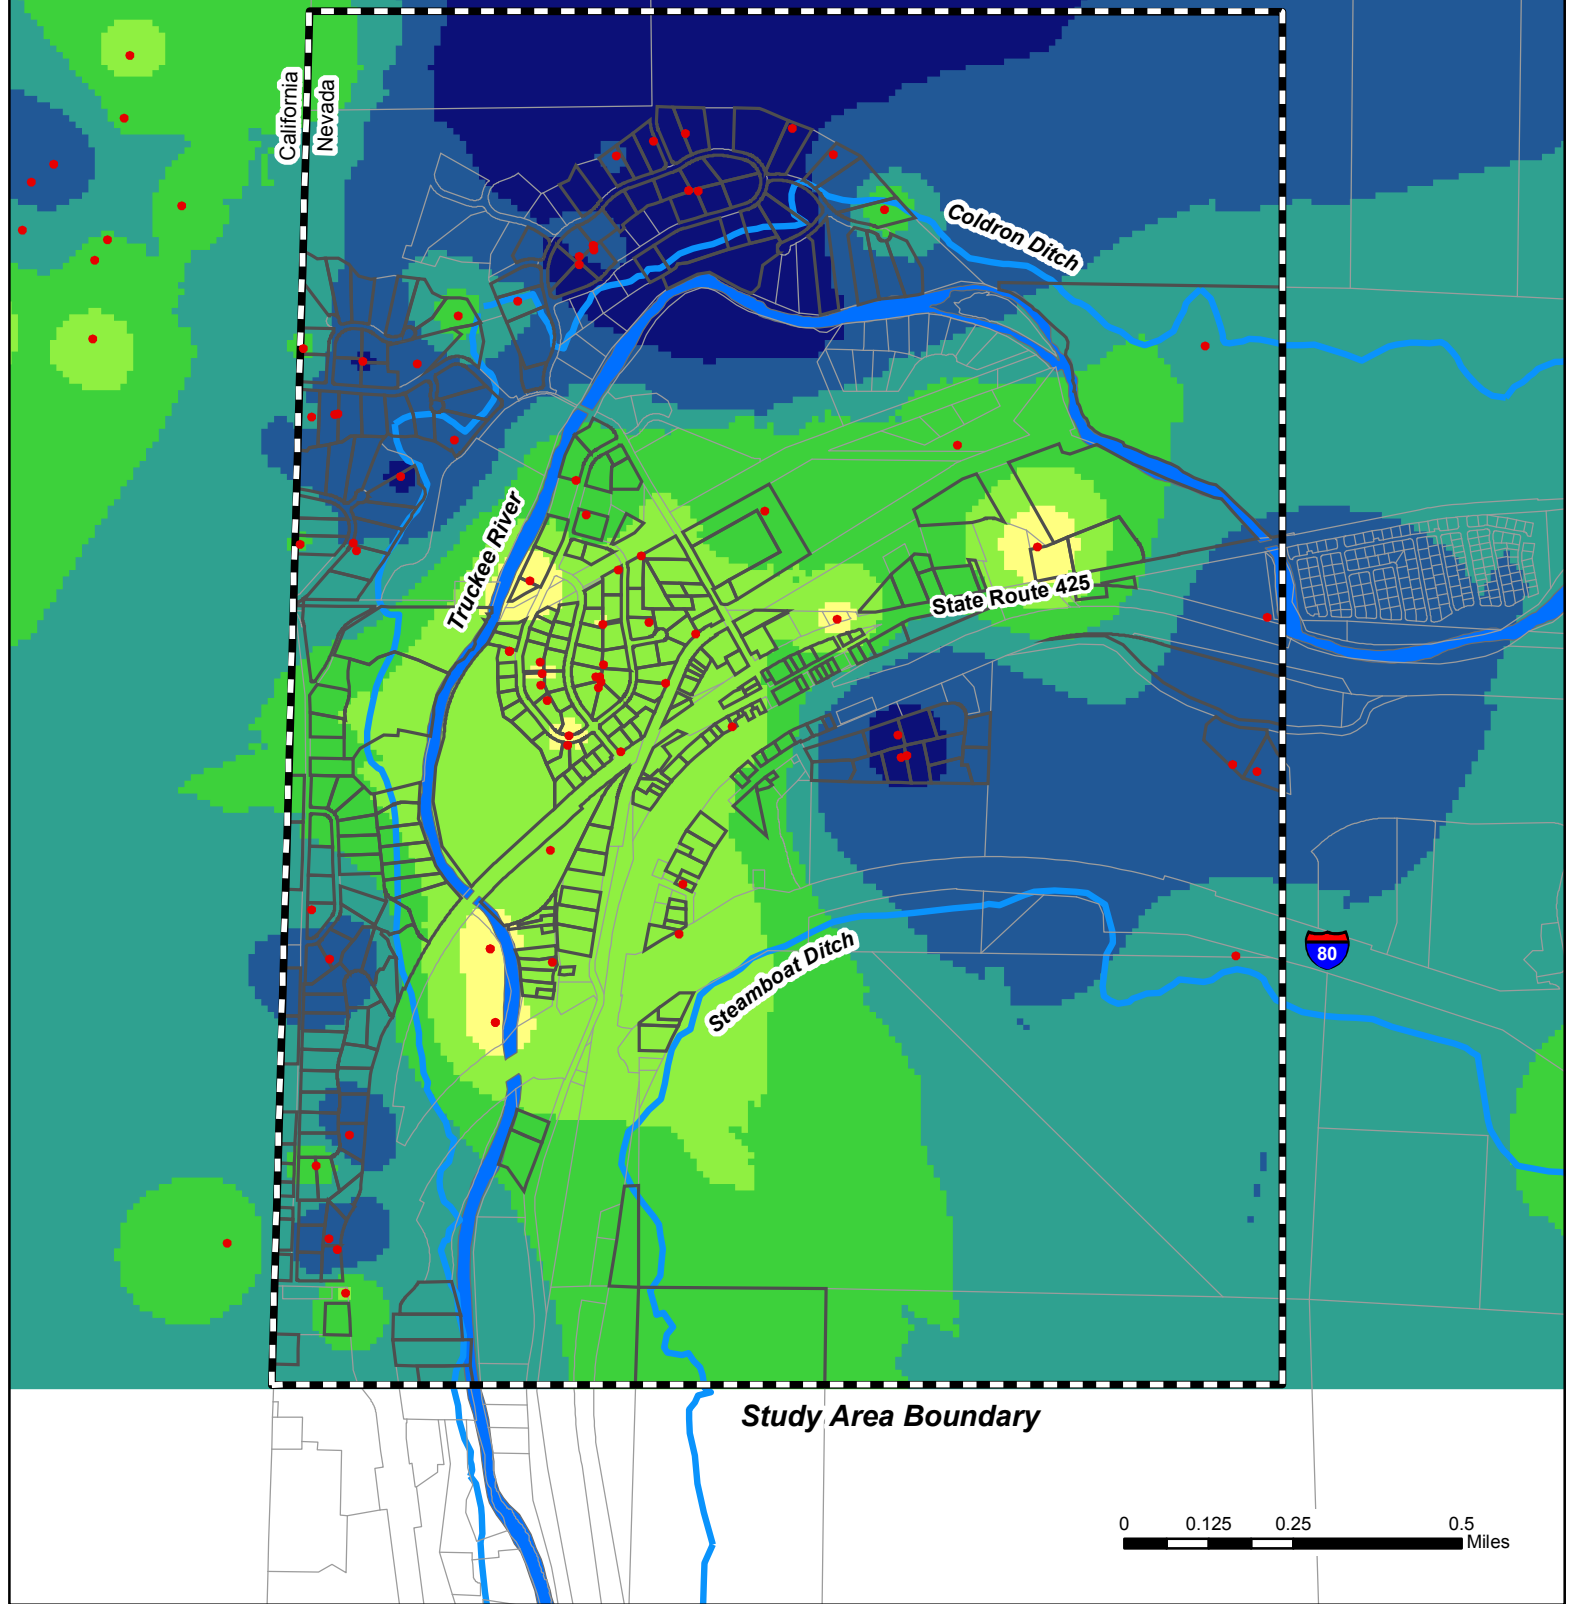 California
Nevada
Coldron Ditch
Truckee River
State Route 425
Steamboat Ditch
80
Study Area Boundary
0 0.125 0.25 0.5
Miles